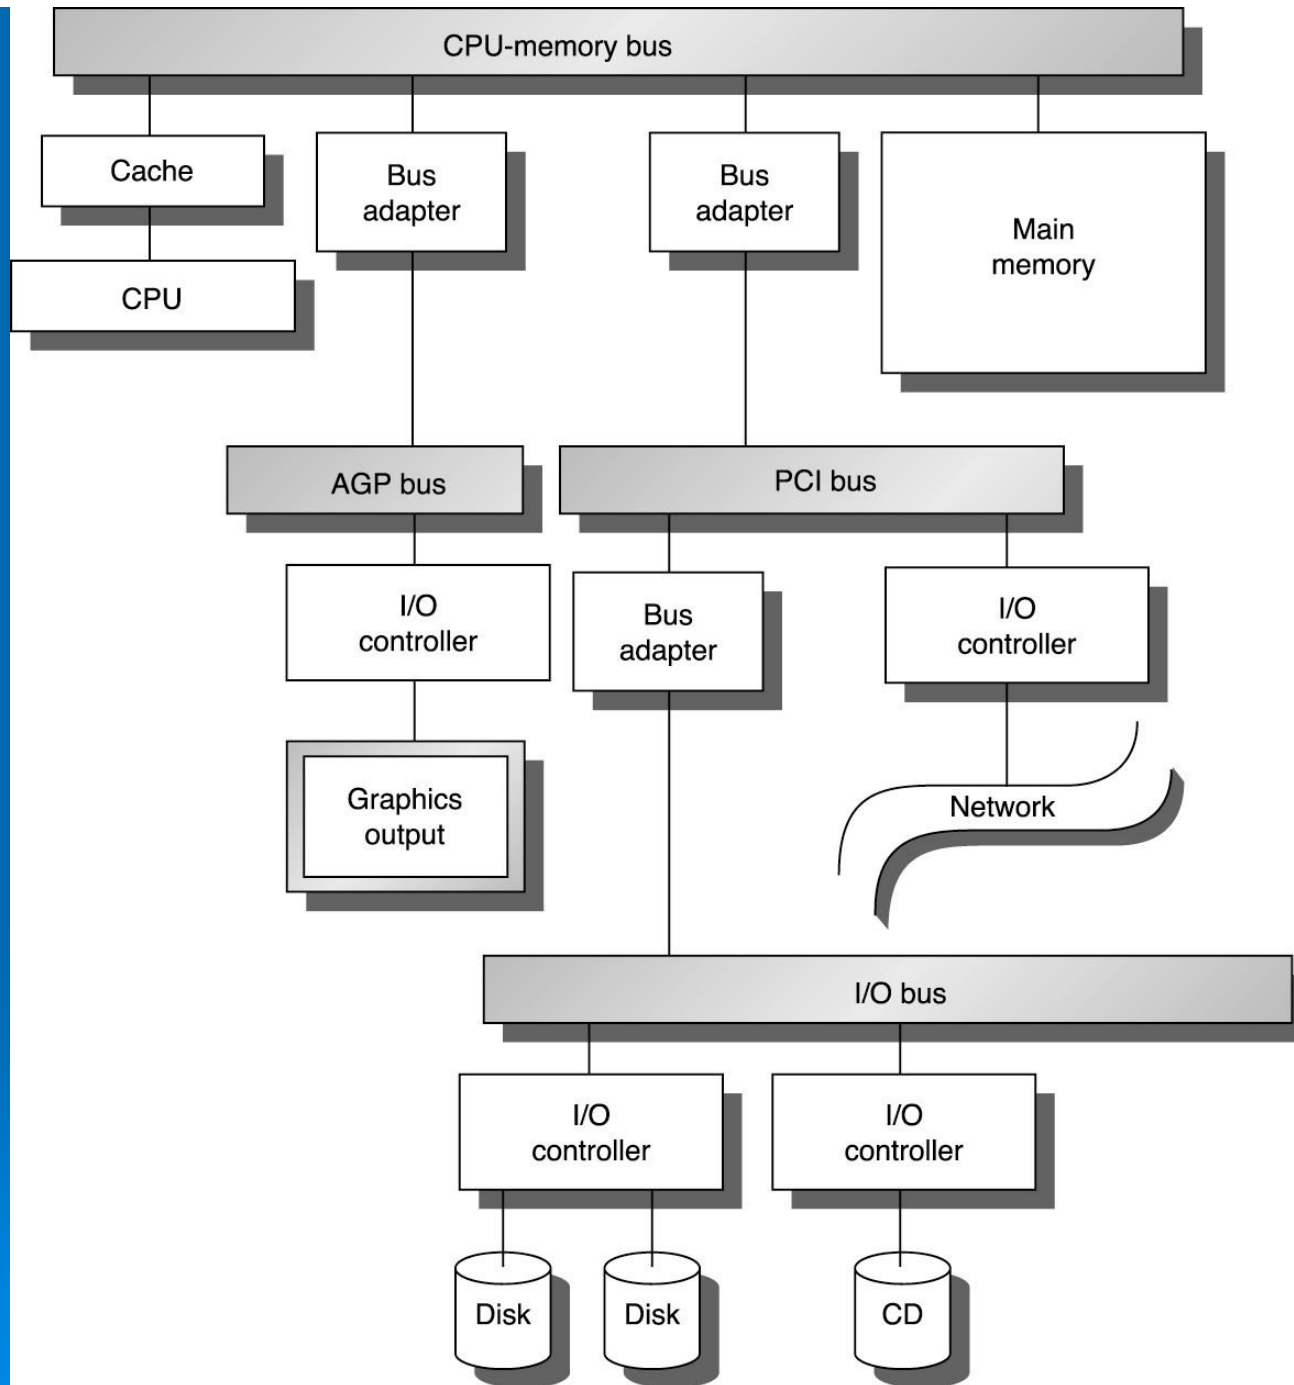 CPU-memory bus
Cache
Bus
adapter
Bus
adapter
Main
memory
CPU
AGP bus
PCI bus
I/O
controller
Bus
adapter
I/O
controller
Graphics
output
Network
I/O bus
I/O
controller
I/O
controller
Disk
Disk
CD